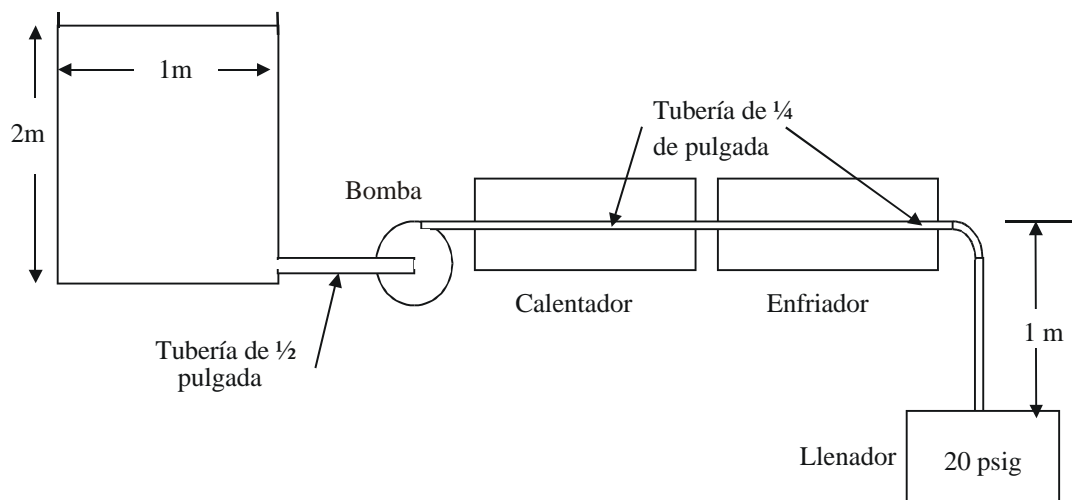 1m
2m
Tubería de ¼
de pulgada
Bomba
Calentador
Enfriador
1 m
Tubería de ½
pulgada
Llenador
20 psig